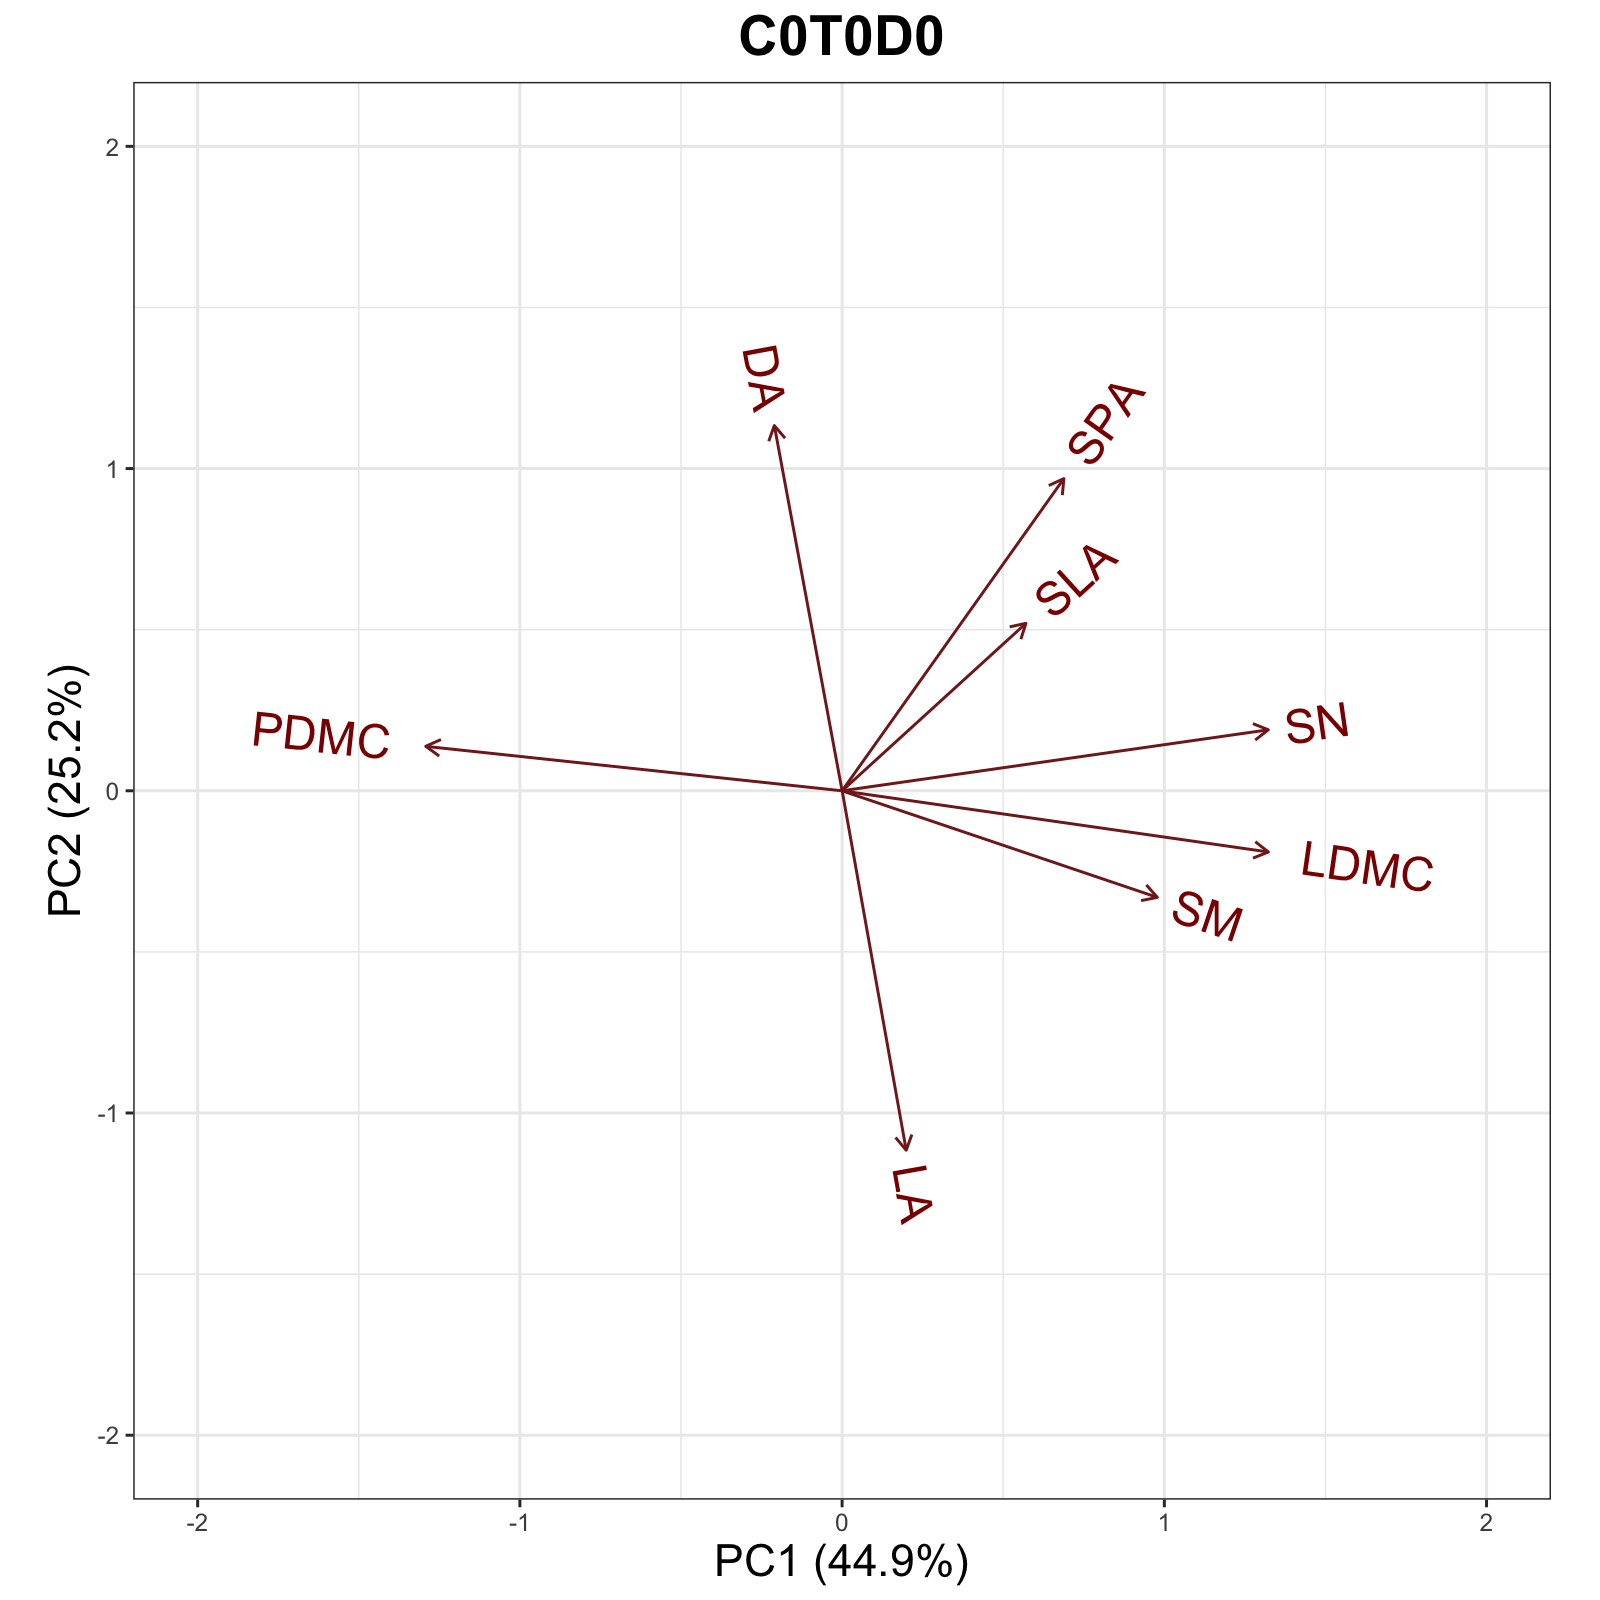 C0T0D0
PC2 (25.2%)
2
1
0
-1
-2
DA
SPA
SLA
PDMC
SN
LDMC
SM
LA
-2
-1
0
1
2
PC1 (44.9%)